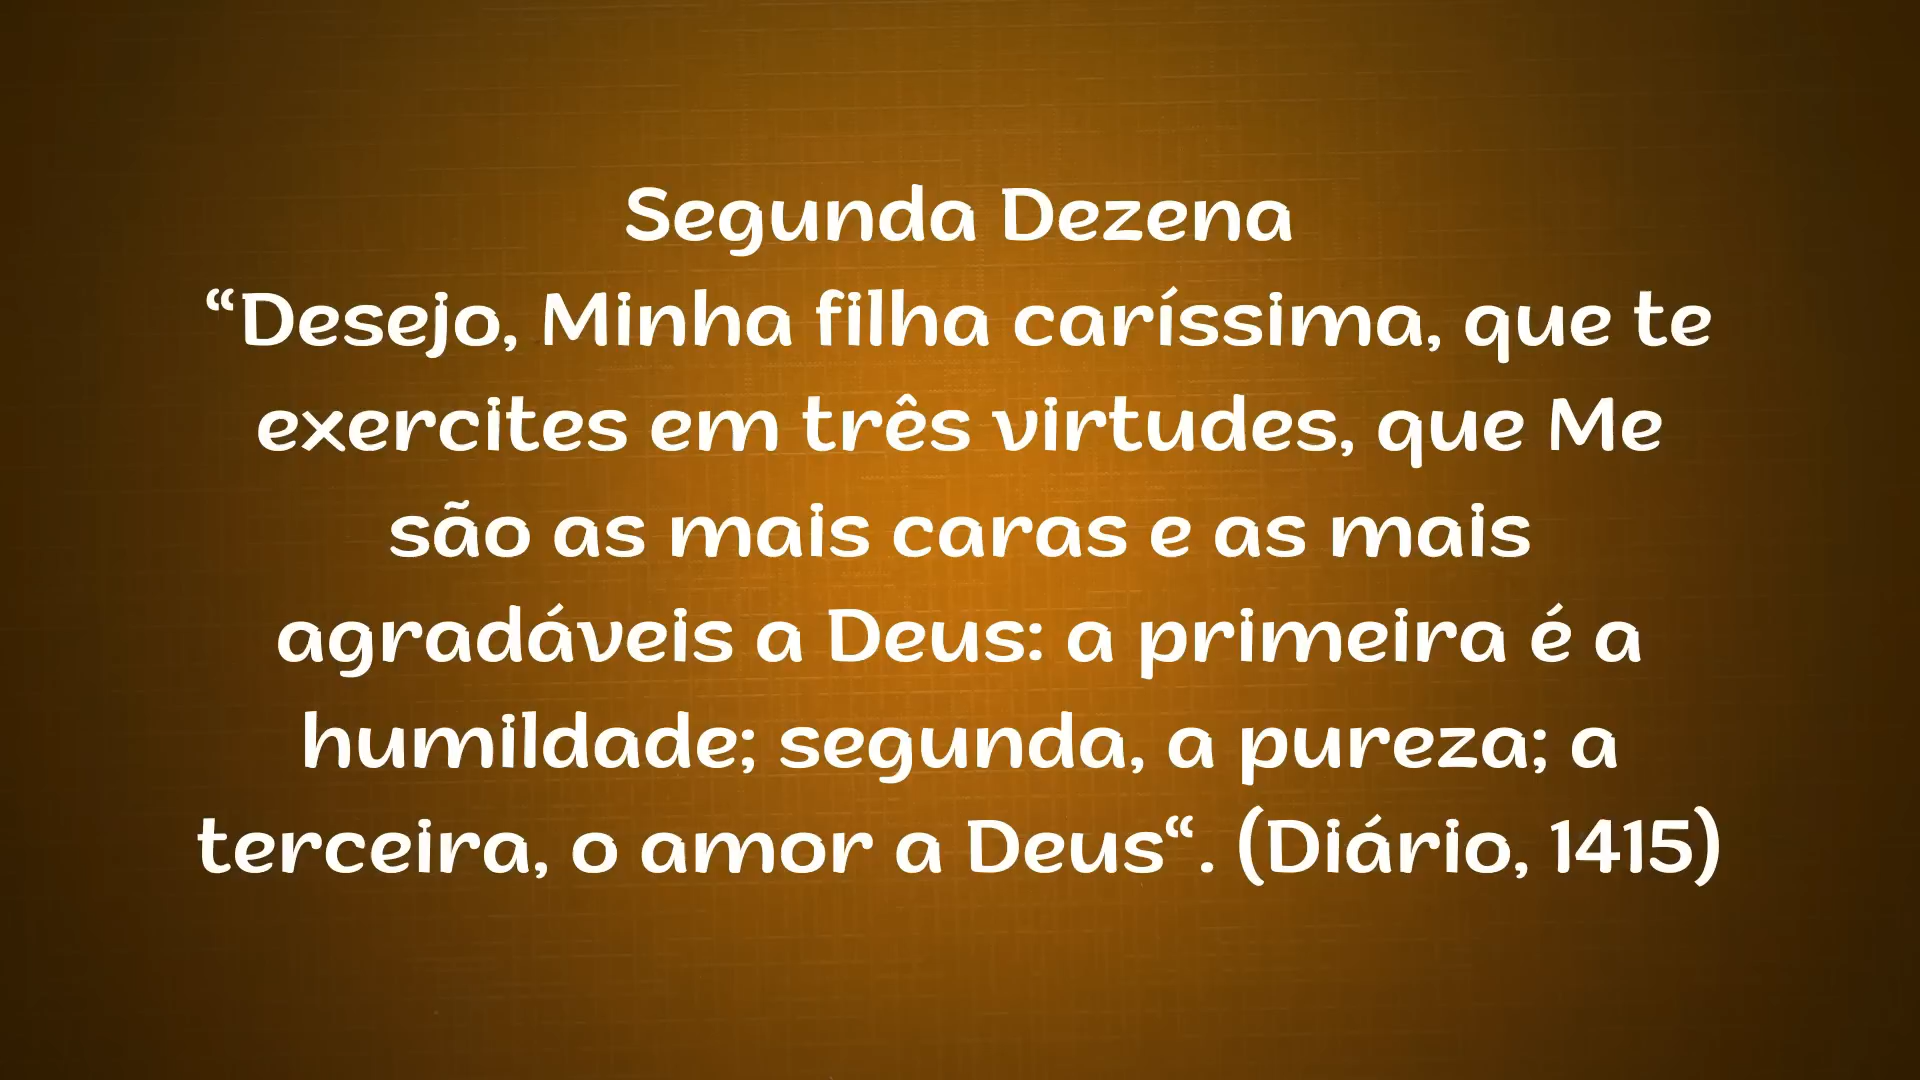 Segunda Dezena
“Desejo, Minha filha caríssima, que te
exercites em três virtudes, que Me
são as mais caras e as mais
agradáveis a Deus: a primeira é a
humildade; segunda, a pureza; a
terceira, o amor a Deus“. (Diário, 1415)